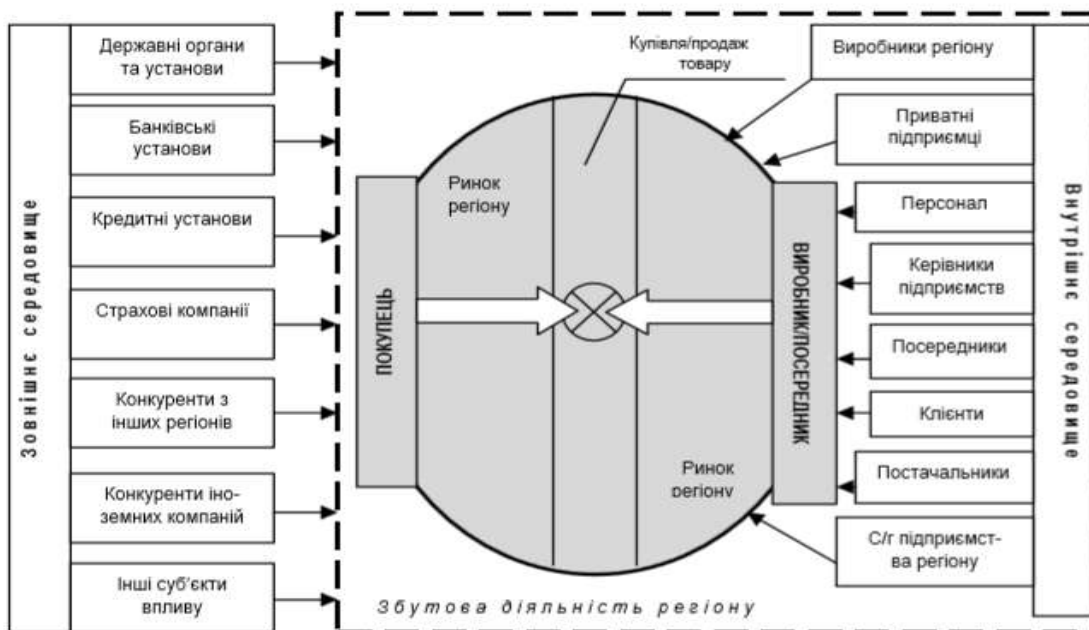 Зовнішнє середовище
Державні органи
та установи
Банківські
установи
Кредитні установи
Страхові компанії
Конкуренти з
інших регіонів
Конкуренти іно-
земних компаній
Інші суб’єкти
впливу
Купівля/продаж
товару
Ринок
регіону
ПОКУПЕЦЬ
ВИРОБНИК/ПОСЕРЕДНИК
Ринок
регіону
Збутова діяльність регіону
Виробники регіону
Приватні
підприємці
Персонал
Керівники
підприємств
Посередники
Клієнти
Постачальники
С/г підприємст-
ва регіону
Внутрішнє середовище